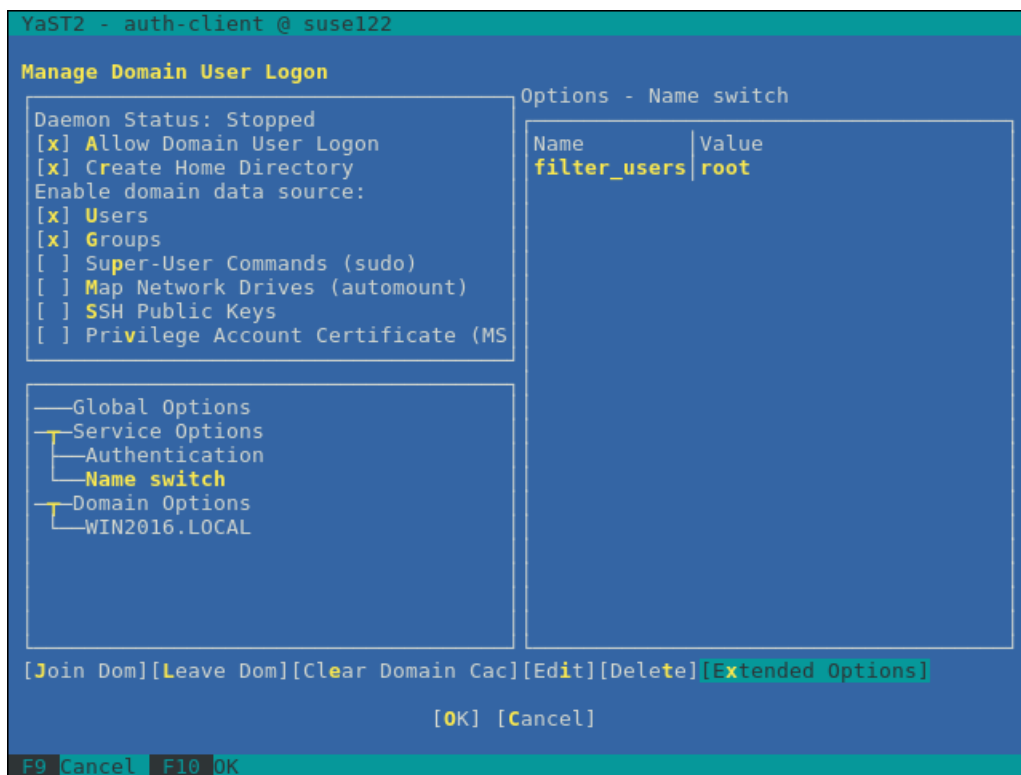 YaST2 - auth-client @ suse122
Manage Domain User Logon
Daemon Status: Stopped
[x] Allow Domain User Logon
[x] Create Home Directory
Enable domain data source:
[x] Users
[x] Groups
[ ] Super-User Commands (sudo)
[ ] Map Network Drives (automount)
[ ] SSH Public Keys
[ ] Privilege Account Certificate (MS
Global Options
Service Options
Authentication
Name switch
Domain Options
WIN2016.LOCAL
Options - Name switch
Name Value
filter_users root
[Join Dom][Leave Dom][Clear Domain Cac][Edit][Delete][Extended Options]
[OK] [Cancel]
F9 Cancel F10 OK